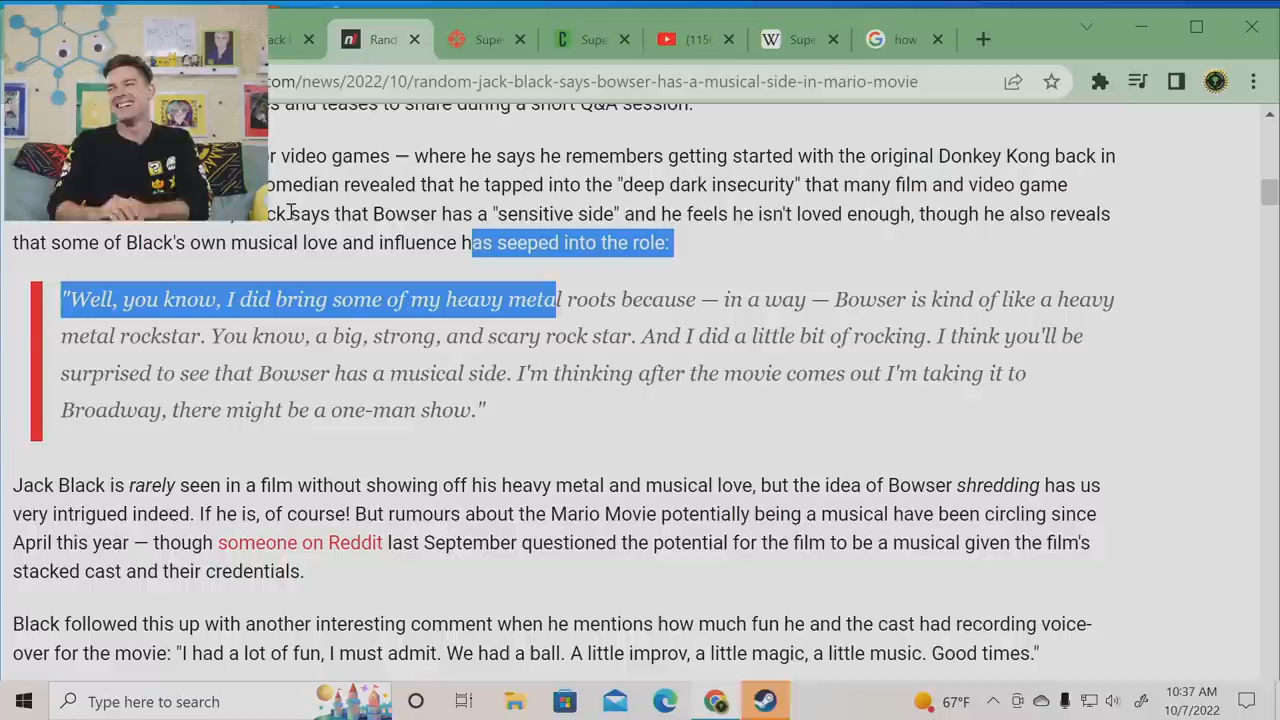 Rand
Supe
Supe
(115
Supe
how
om/news/2022/10/random-jack-black-says-bowser-has-a-musical-side-in-mario-movie
es and teases to share during a short Q&A session.
r video games — where he says he remembers getting started with the original Donkey Kong back in
omedian revealed that he tapped into the "deep dark insecurity" that many film and video game
ck says that Bowser has a "sensitive side" and he feels he isn't loved enough, though he also reveals
that some of Black's own musical love and influence has seeped into the role:
"Well, you know, I did bring some of my heavy metal roots because — in a way — Bowser is kind of like a heavy
metal rockstar. You know, a big, strong, and scary rock star. And I did a little bit of rocking. I think you'll be
surprised to see that Bowser has a musical side. I'm thinking after the movie comes out I'm taking it to
Broadway, there might be a one-man show."
Jack Black is rarely seen in a film without showing off his heavy metal and musical love, but the idea of Bowser shredding has us
very intrigued indeed. If he is, of course! But rumours about the Mario Movie potentially being a musical have been circling since
April this year — though someone on Reddit last September questioned the potential for the film to be a musical given the film's
stacked cast and their credentials.
Black followed this up with another interesting comment when he mentions how much fun he and the cast had recording voice-
over for the movie: "I had a lot of fun, I must admit. We had a ball. A little improv, a little magic, a little music. Good times."
Type here to search
67°F
10:37 AM
10/7/2022